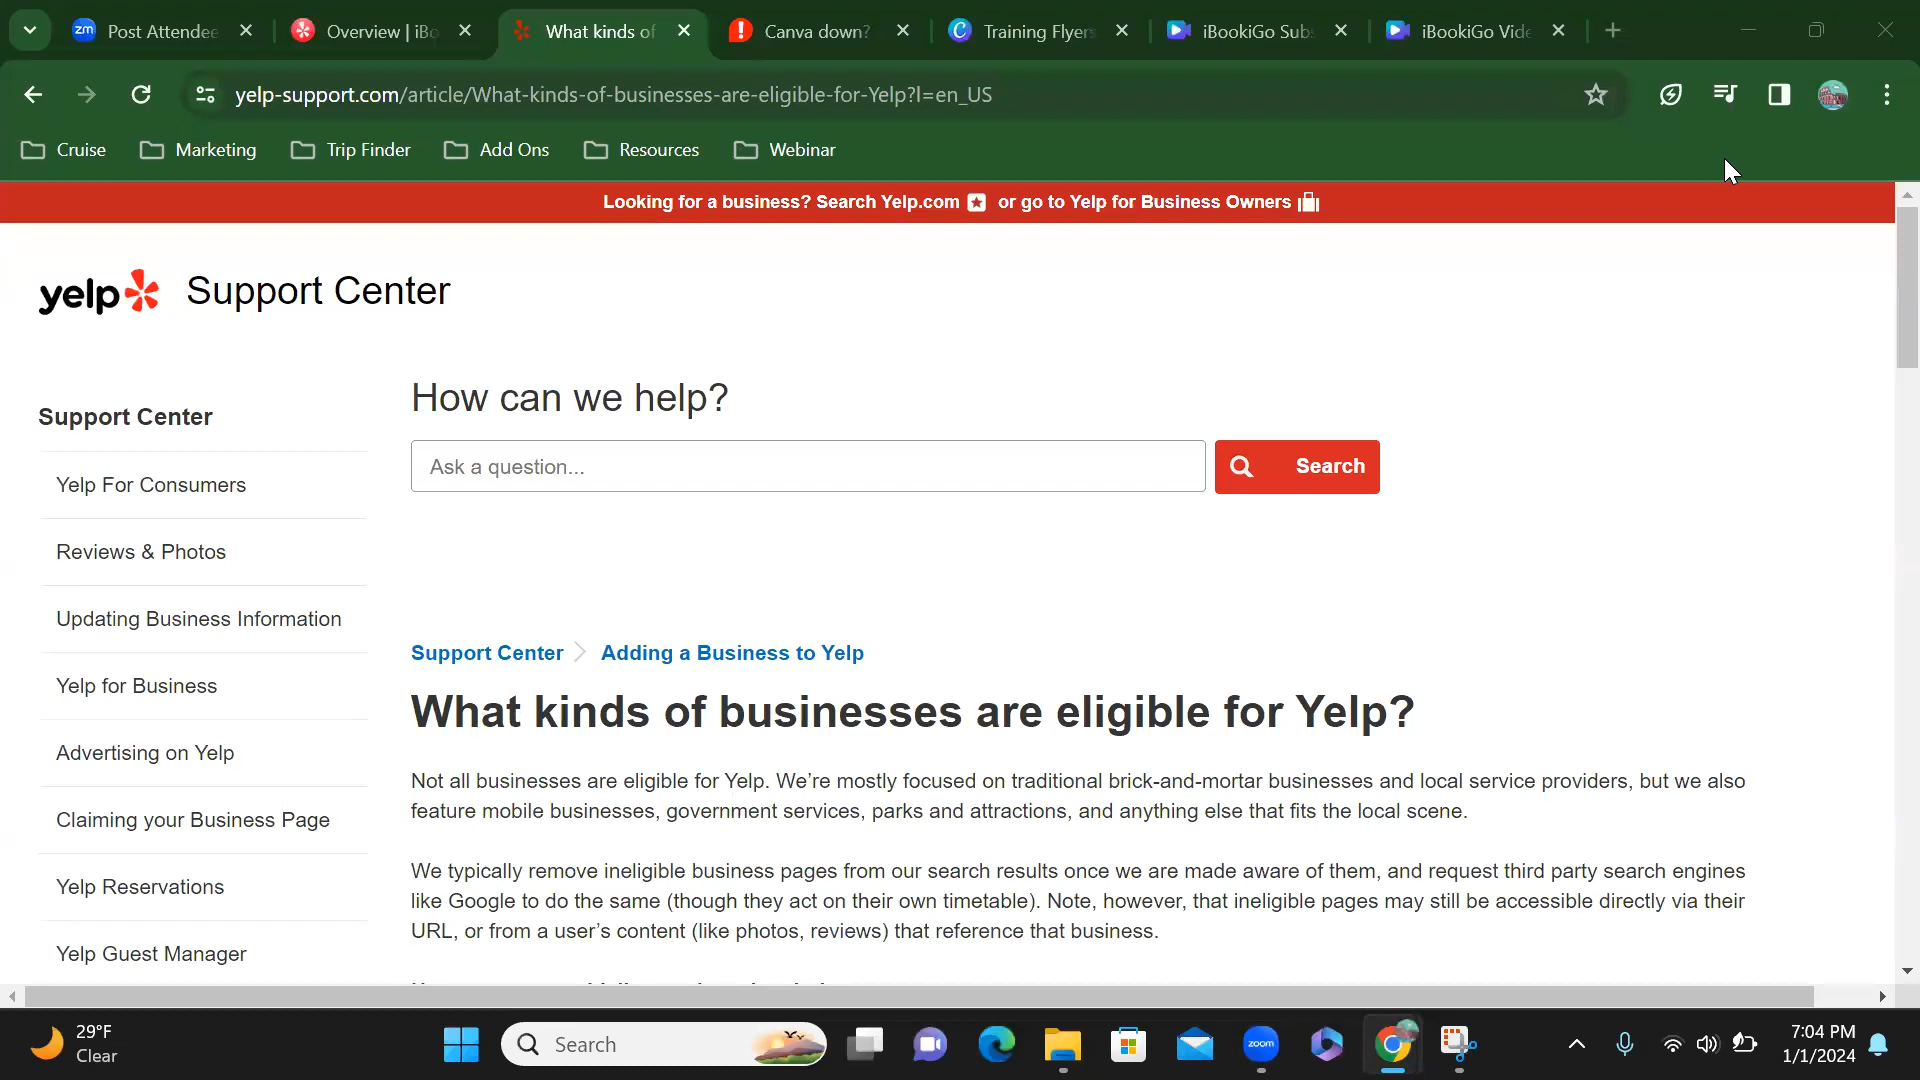 zm Post Attendee
Overview | iBo
What kinds of
Canva down?
Training Flyers
iBookiGo Sub
iBookiGo Vide
yelp-support.com/article/What-kinds-of-businesses-are-eligible-for-Yelp?l=en_US
Cruise
Marketing
Trip Finder
Add Ons
Resources
Webinar
Looking for a business? Search Yelp.com or go to Yelp for Business Owners
yelp Support Center
How can we help?
Ask a question...
Search
Support Center
Yelp For Consumers
Reviews & Photos
Updating Business Information
Yelp for Business
Advertising on Yelp
Claiming your Business Page
Yelp Reservations
Yelp Guest Manager
Support Center
Adding a Business to Yelp
What kinds of businesses are eligible for Yelp?
Not all businesses are eligible for Yelp. We’re mostly focused on traditional brick-and-mortar businesses and local service providers, but we also
feature mobile businesses, government services, parks and attractions, and anything else that fits the local scene.
We typically remove ineligible business pages from our search results once we are made aware of them, and request third party search engines
like Google to do the same (though they act on their own timetable). Note, however, that ineligible pages may still be accessible directly via their
URL, or from a user’s content (like photos, reviews) that reference that business.
29°F
Clear
Search
zoom
7:04 PM
1/1/2024